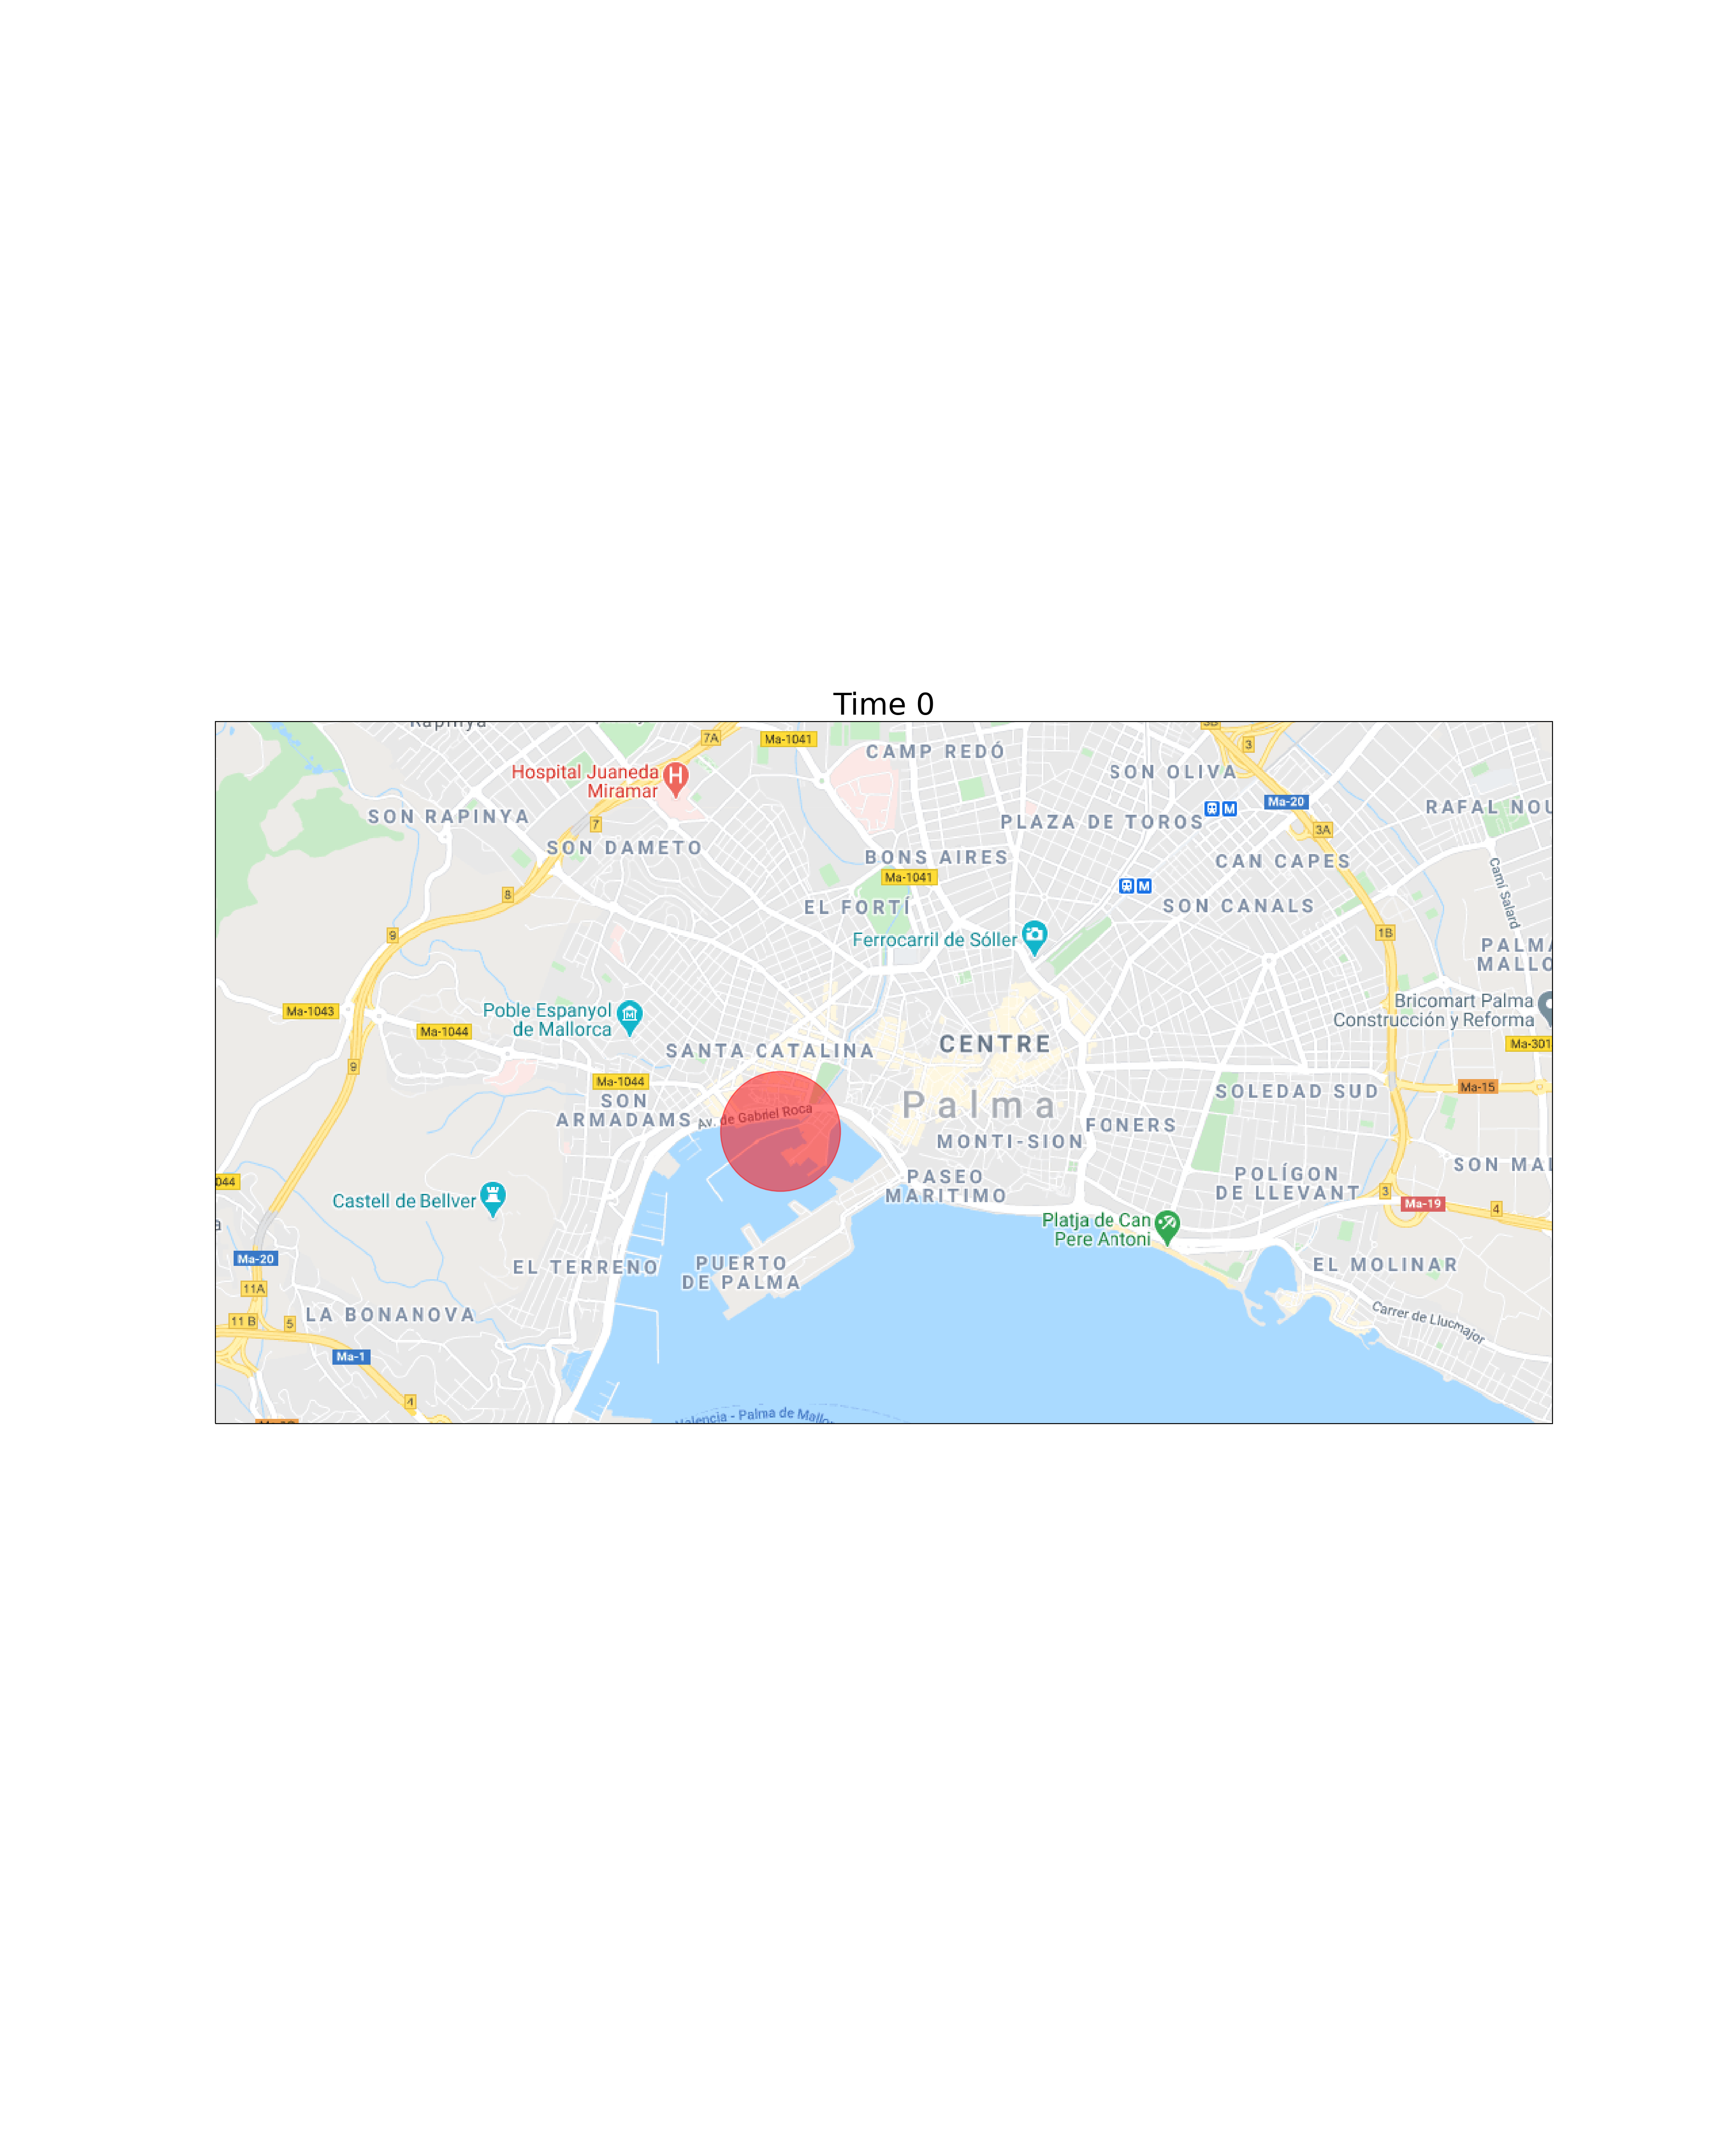 Time 0
Rapinya
7A
Ma-1041
CAMP REDÓ
3B
3
SON OLIVA
Hospital Juaneda
Miramar
Ma-20
RAFAL NOU
SON RAPINYA
7
PLAZA DE TOROS
M
3A
SON DAMETO
BONS AIRES
CAN CAPES
Ma-1041
M
Camí Salard
8
EL FORTÍ
SON CANALS
9
Ferrocarril de Sóller
1B
PALMA
MALLO
Ma-1043
Poble Espanyol
de Mallorca
Bricomart Palma
Construcción y Reforma
Ma-1044
SANTA CATALINA
CENTRE
Ma-301
9
Ma-1044
SON
ARMADAMS
Av. de Gabriel Roca
Palma
SOLEDAD SUD
Ma-15
FONERS
MONTI-SION
044
PASEO
MARITIMO
POLÍGON
DE LLEVANT
SON MAI
3
Ma-19
4
Castell de Bellver
Platja de Can
Pere Antoni
a
Ma-20
EL TERRENO
PUERTO
DE PALMA
EL MOLINAR
11A
11 B
5
LA BONANOVA
Carrer de Llucmajor
Ma-1
4
Valencia - Palma de Mallor